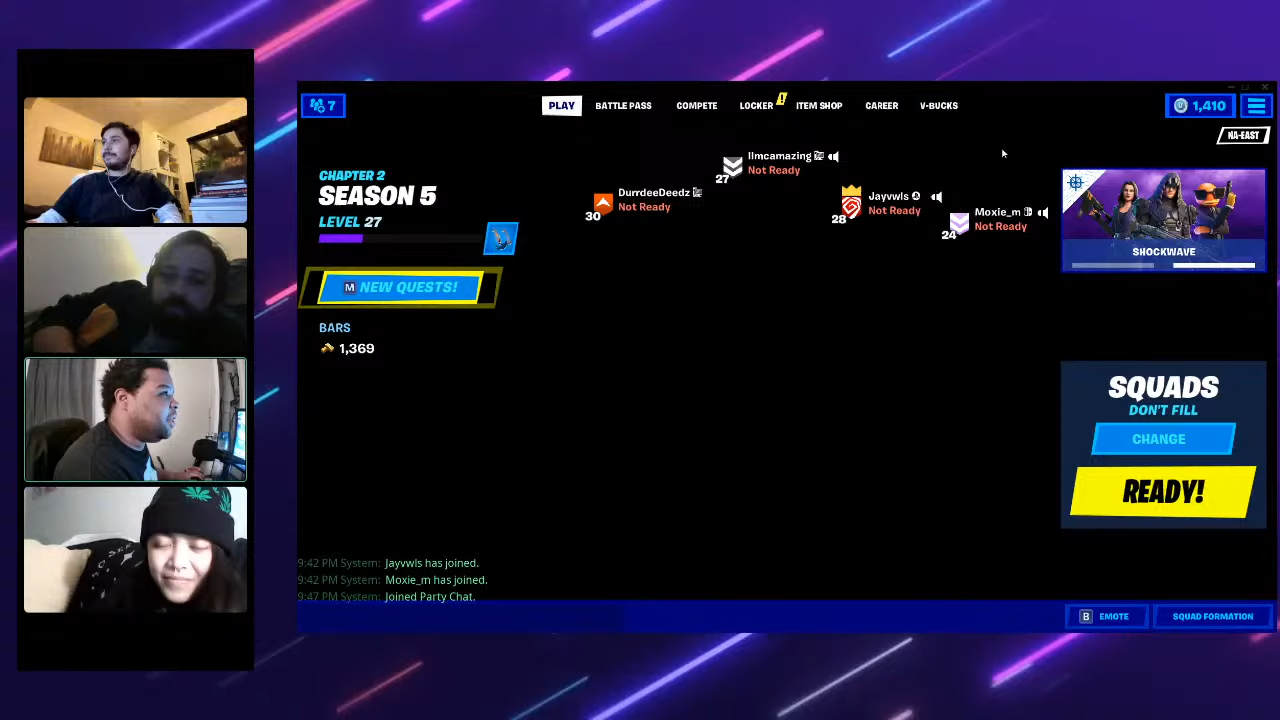 7
PLAY
BATTLE PASS
COMPETE
LOCKER
!
ITEM SHOP
CAREER
V-BUCKS
1,410
NA-EAST
CHAPTER 2
SEASON 5
LEVEL 27
M NEW QUESTS!
BARS
1,369
DurrdeeDeedz
Not Ready
30
Ilmcamazing
Not Ready
27
Jayvwls
Not Ready
28
Moxie_m
Not Ready
24
SHOCKWAVE
SQUADS
DON'T FILL
CHANGE
READY!
9:42 PM System: Jayvwls has joined.
9:42 PM System: Moxie_m has joined.
9:47 PM System: Joined Party Chat.
B EMOTE
SQUAD FORMATION